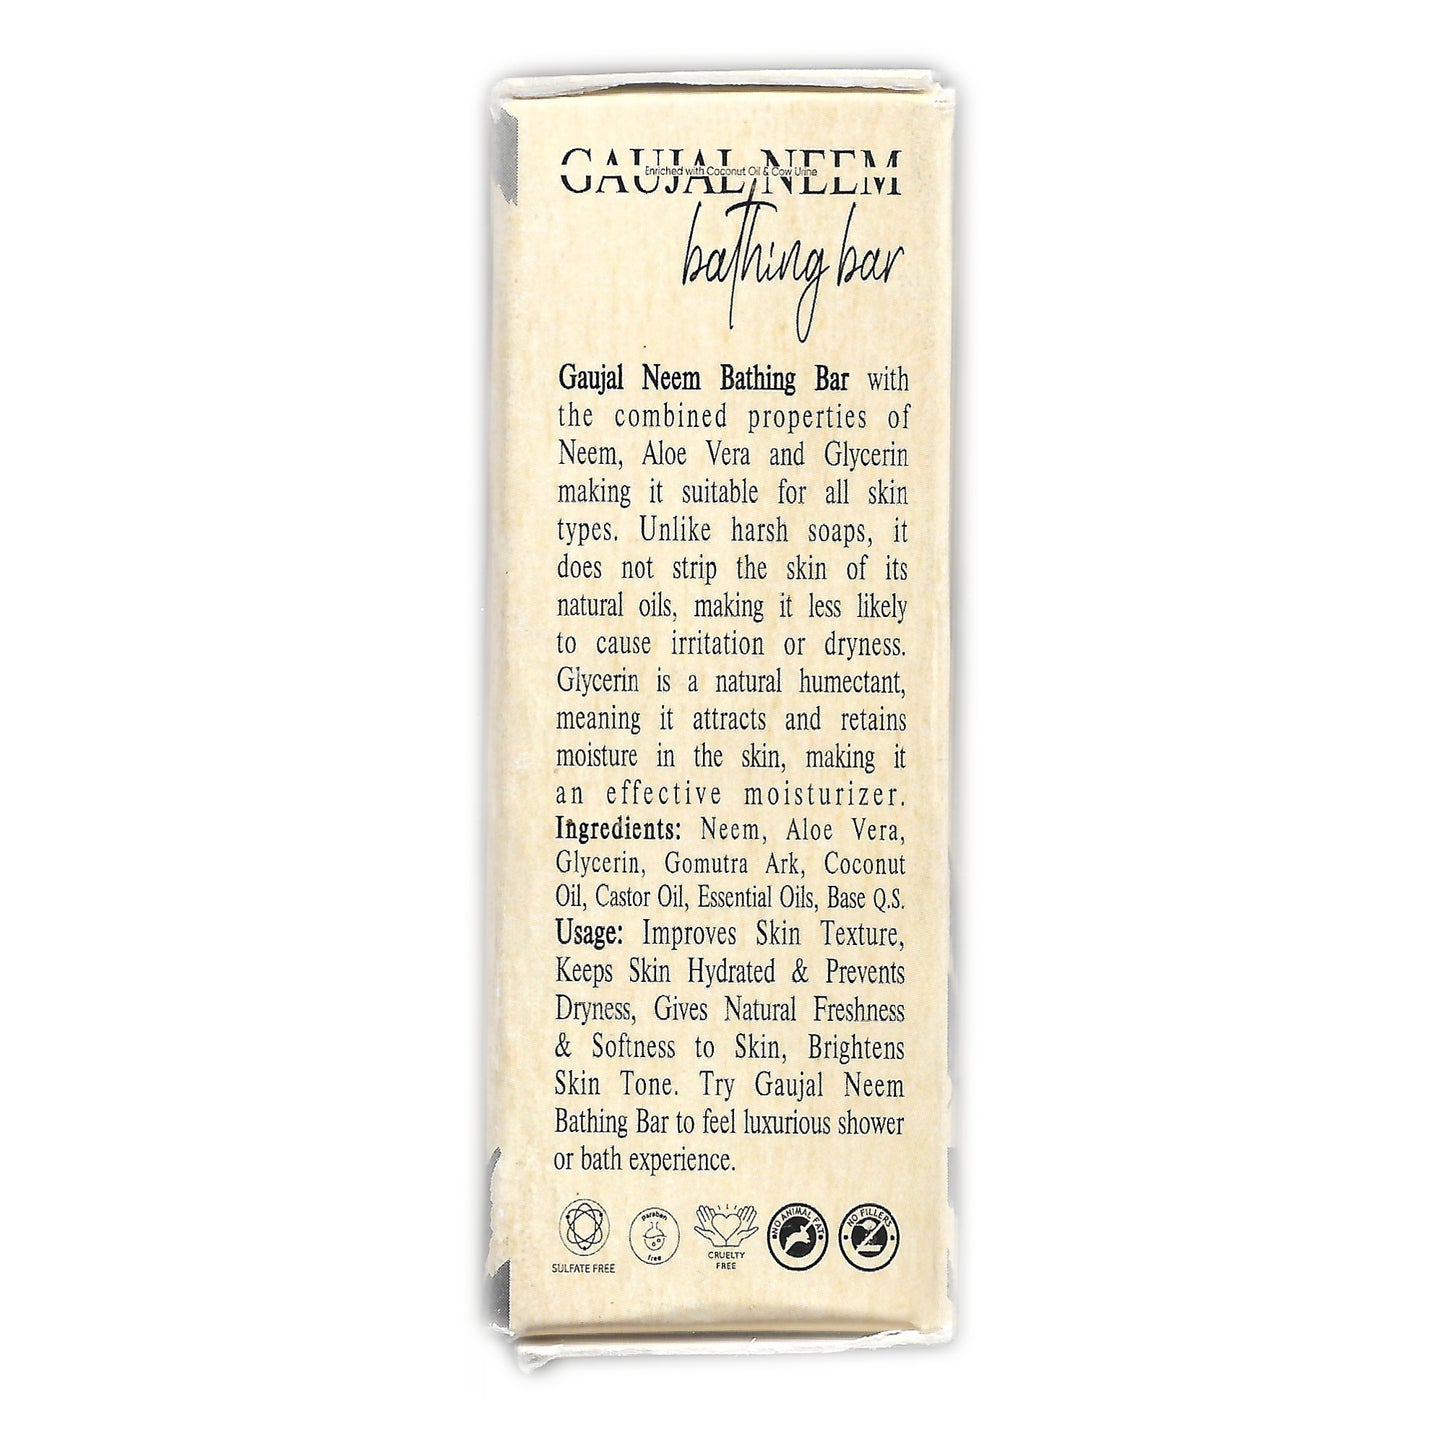 GAUJAL NEEM
Enriched with Coconut Oil & Cow Urine
bathing bar
Gaujal Neem Bathing Bar with
the combined properties of
Neem, Aloe Vera and Glycerin
making it suitable for all skin
types. Unlike harsh soaps, it
does not strip the skin of its
natural oils, making it less likely
to cause irritation or dryness.
Glycerin is a natural humectant,
meaning it attracts and retains
moisture in the skin, making it
an effective moisturizer.
Ingredients: Neem, Aloe Vera,
Glycerin, Gomutra Ark, Coconut
Oil, Castor Oil, Essential Oils, Base Q.S.
Usage: Improves Skin Texture,
Keeps Skin Hydrated & Prevents
Dryness, Gives Natural Freshness
& Softness to Skin, Brightens
Skin Tone. Try Gaujal Neem
Bathing Bar to feel luxurious shower
or bath experience.
SULFATE FREE
paraben
free
CRUELTY
FREE
NO ANIMAL FAT
NO FILLERS